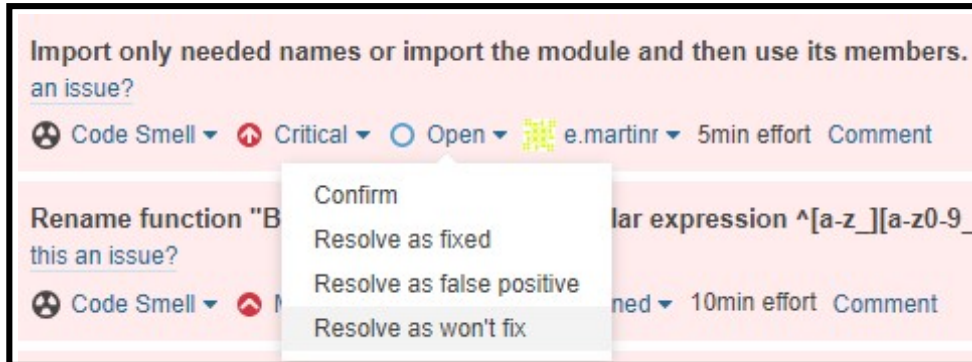 Import only needed names or import the module and then use its members.
an issue?
Code Smell Critical Open e.martinr 5min effort Comment
Confirm
Rename function "B lar expression ^[a-z_][a-z0-9_
Resolve as fixed
this an issue?
Resolve as false positive
Code Smell M ned 10min effort Comment
Resolve as won't fix